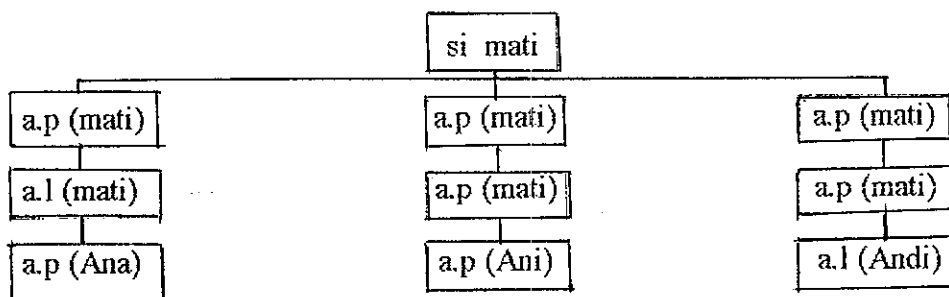 si mati
a.p (mati) a.p (mati) a.p (mati)
a.l (mati) a.p (mati) a.p (mati)
a.p (Ana) a.p (Ani) a.l (Andi)